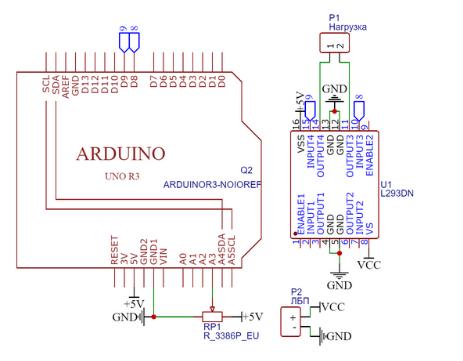 P1
Нагрузка
1 2
9 8
SCL SDA AREF GND D13 D12 D11 D10 D9 D8 D7 D6 D5 D4 D3 D2 D1 D0
GND
+5V 9 8
16 15 14 13 12 11 10 9
VSS INPUT4 OUTPUT4 GND GND OUTPUT3 INPUT3 ENABLE2
ARDUINO
UNO R3
Q2
ARDUINOR3-NOIOREF
U1
L293DN
ENABLE1 INPUT1 OUTPUT1 GND GND OUTPUT2 INPUT2 VS
1 2 3 4 5 6 7 8
RESET 3V 5V GND2 GND1 VIN A0 A1 A2 A3 A4SDA A5SCL
VCC
GND
+5V
GND
+5V
RP1
R_3386P_EU
P2
ЛБП
+
-
VCC
GND